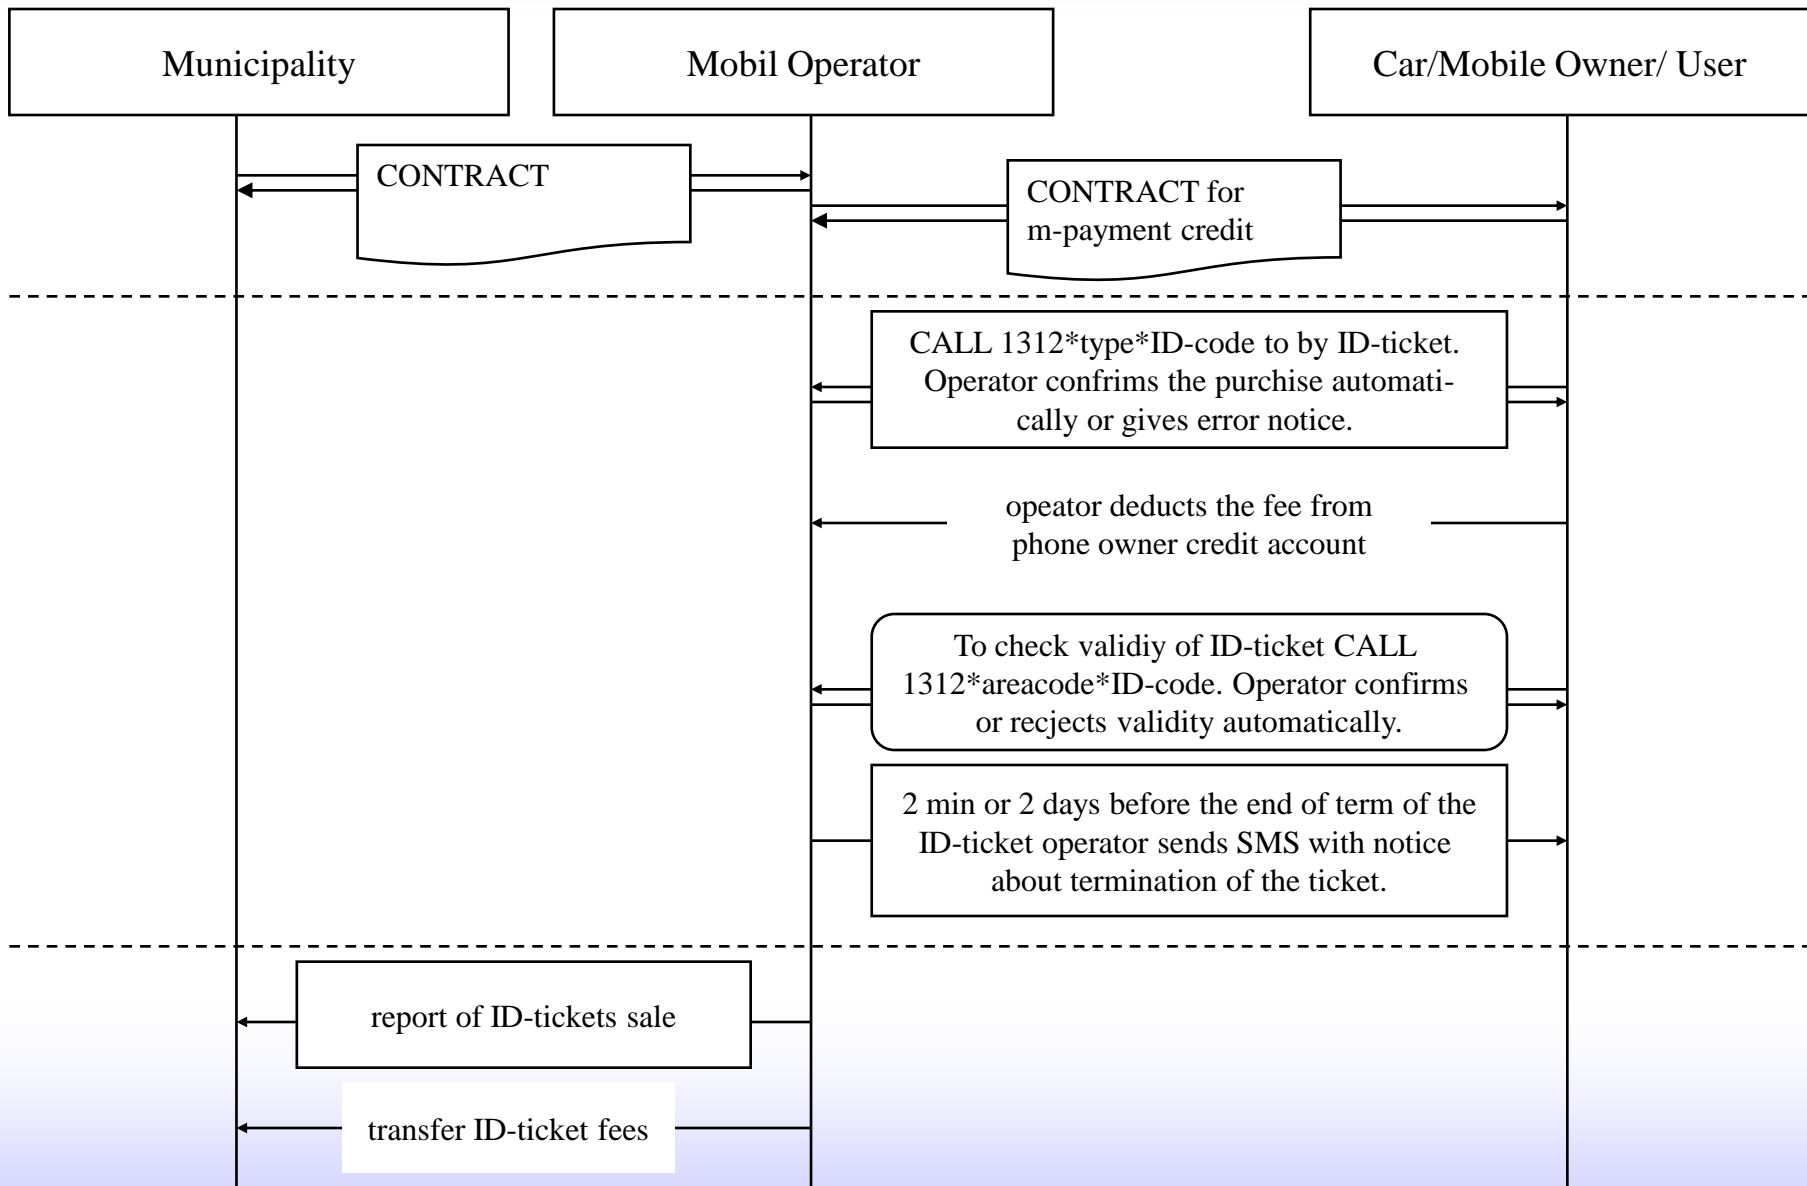 Municipality
Mobil Operator
Car/Mobile Owner/ User
CONTRACT
CONTRACT for
m-payment credit
CALL 1312*type*ID-code to by ID-ticket.
Operator confrims the purchise automati-
cally or gives error notice.
opeator deducts the fee from
phone owner credit account
To check validiy of ID-ticket CALL
1312*areacode*ID-code. Operator confirms
or recjects validity automatically.
2 min or 2 days before the end of term of the
ID-ticket operator sends SMS with notice
about termination of the ticket.
report of ID-tickets sale
transfer ID-ticket fees